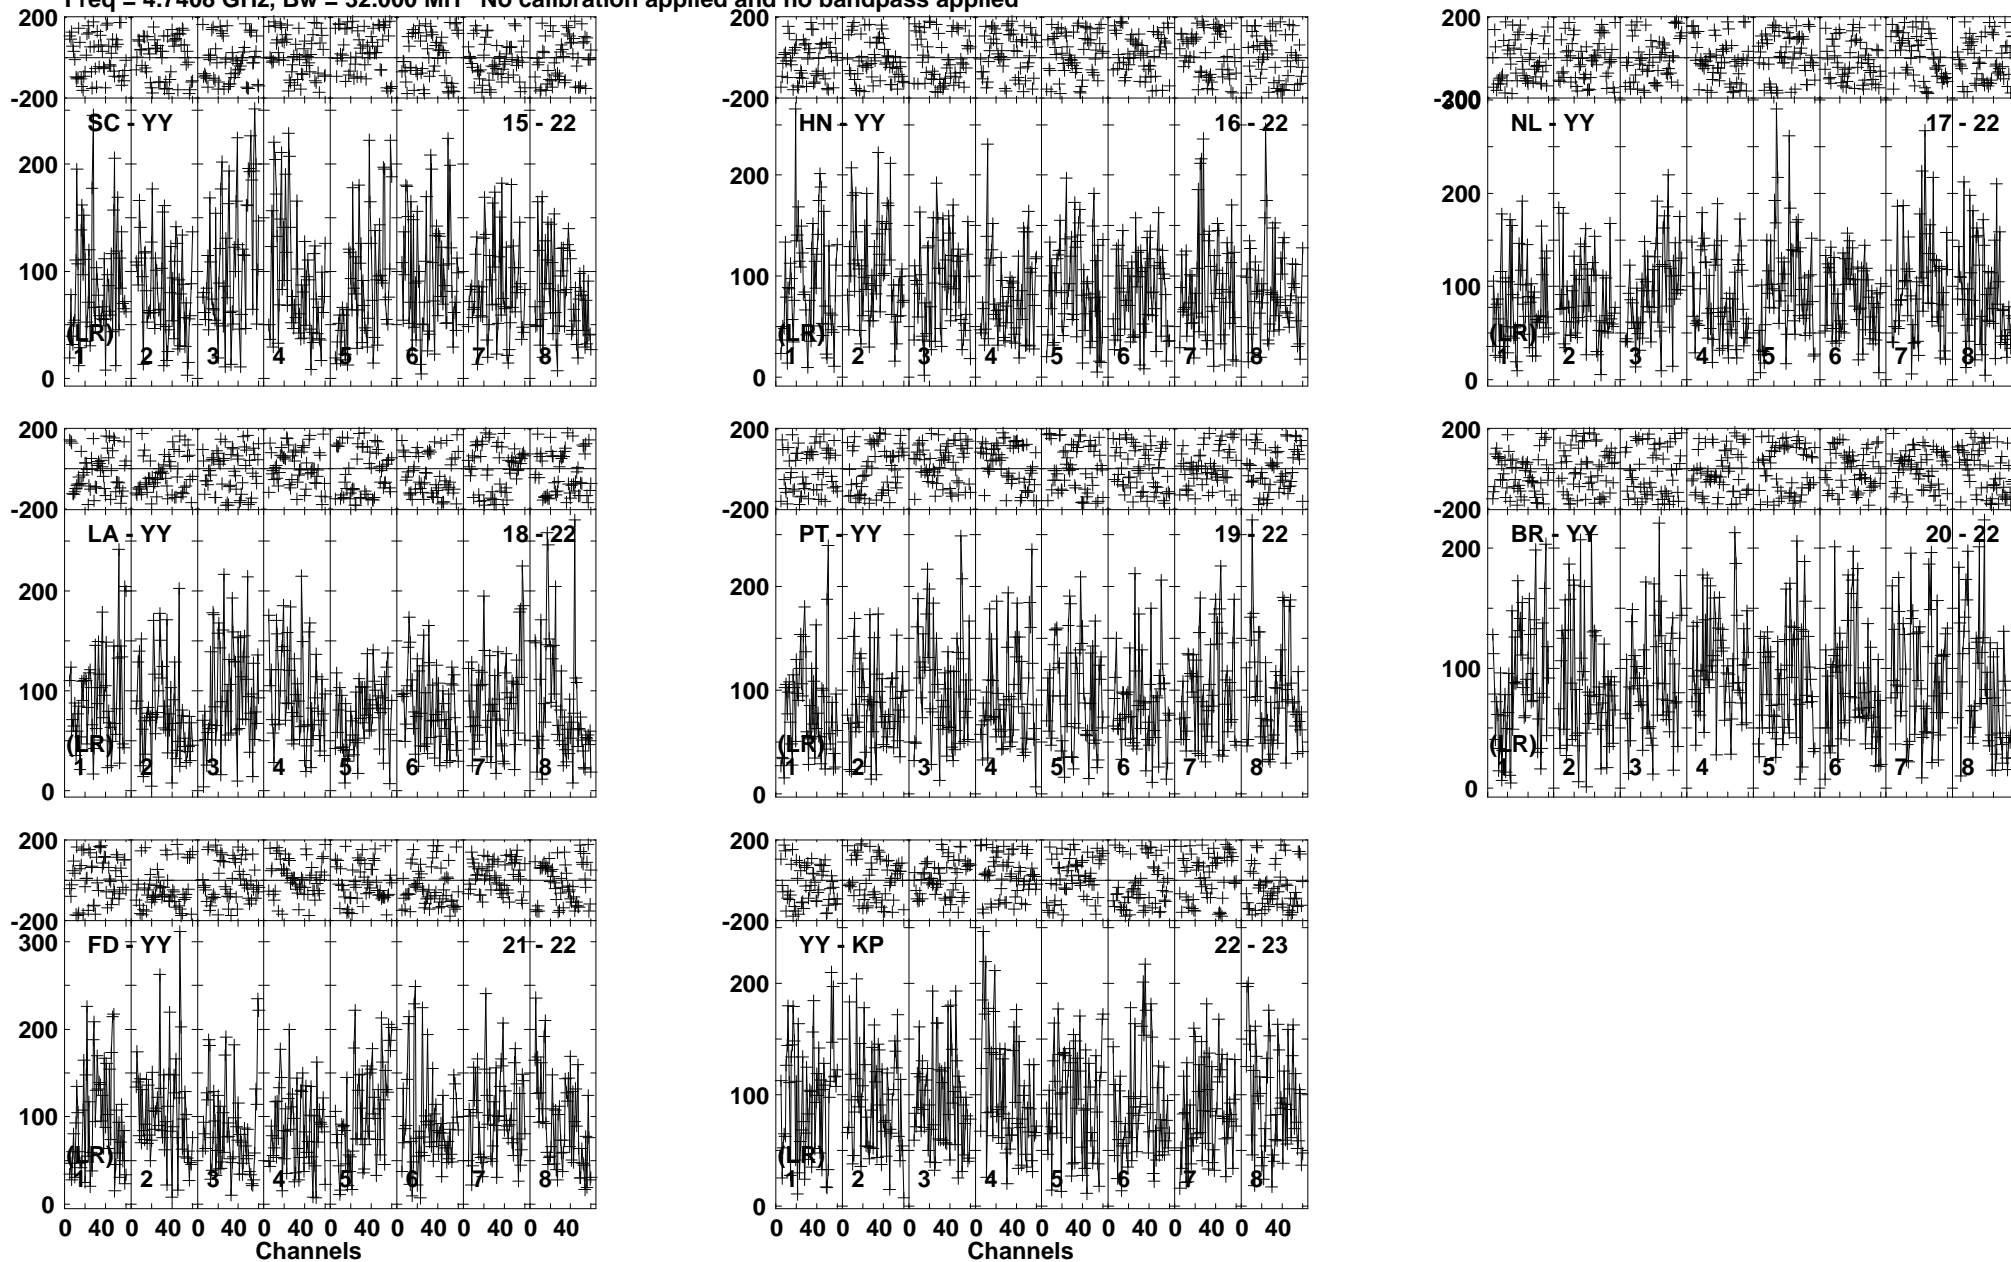 Freq = 4.7408 GHz, Bw = 32.000 MH No calibration applied and no bandpass applied
200 200 200
-200 -200 -200
300
SC - YY 15 - 22 HN - YY 16 - 22 NL - YY 17 - 22
200 200 200
100 100 100
(LR) (LR) (LR)
1 2 3 4 5 6 7 8 1 2 3 4 5 6 7 8 1 2 3 4 5 6 7 8
0 0 0
200 200 200
-200 -200 -200
LA - YY 18 - 22 PT - YY 19 - 22 BR - YY 20 - 22
200 200 200
100 100 100
(LR) (LR) (LR)
1 2 3 4 5 6 7 8 1 2 3 4 5 6 7 8 1 2 3 4 5 6 7 8
0 0 0
200 200
-200 -200
300
FD - YY 21 - 22 YY - KP 22 - 23
200 200
100 100
(LR) (LR)
1 2 3 4 5 6 7 8 1 2 3 4 5 6 7 8
0 0
0 40 0 40 0 40 0 40 0 40 0 40 0 40 0 40 0 40 0 40 0 40 0 40 0 40 0 40 0 40 0 40
Channels Channels